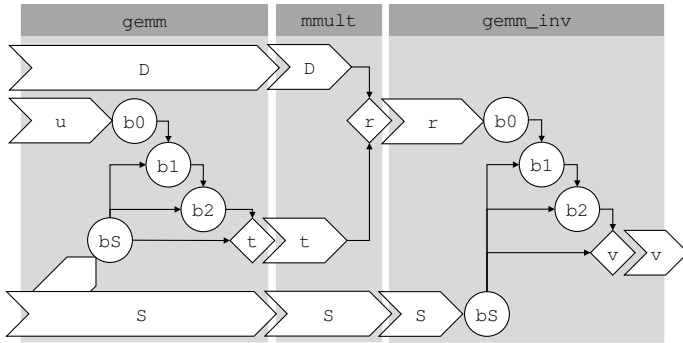 gemm mmult gemm_inv
D D
u b0 r r b0
b1 b1
b2 b2
bS t t v v
S S S bS